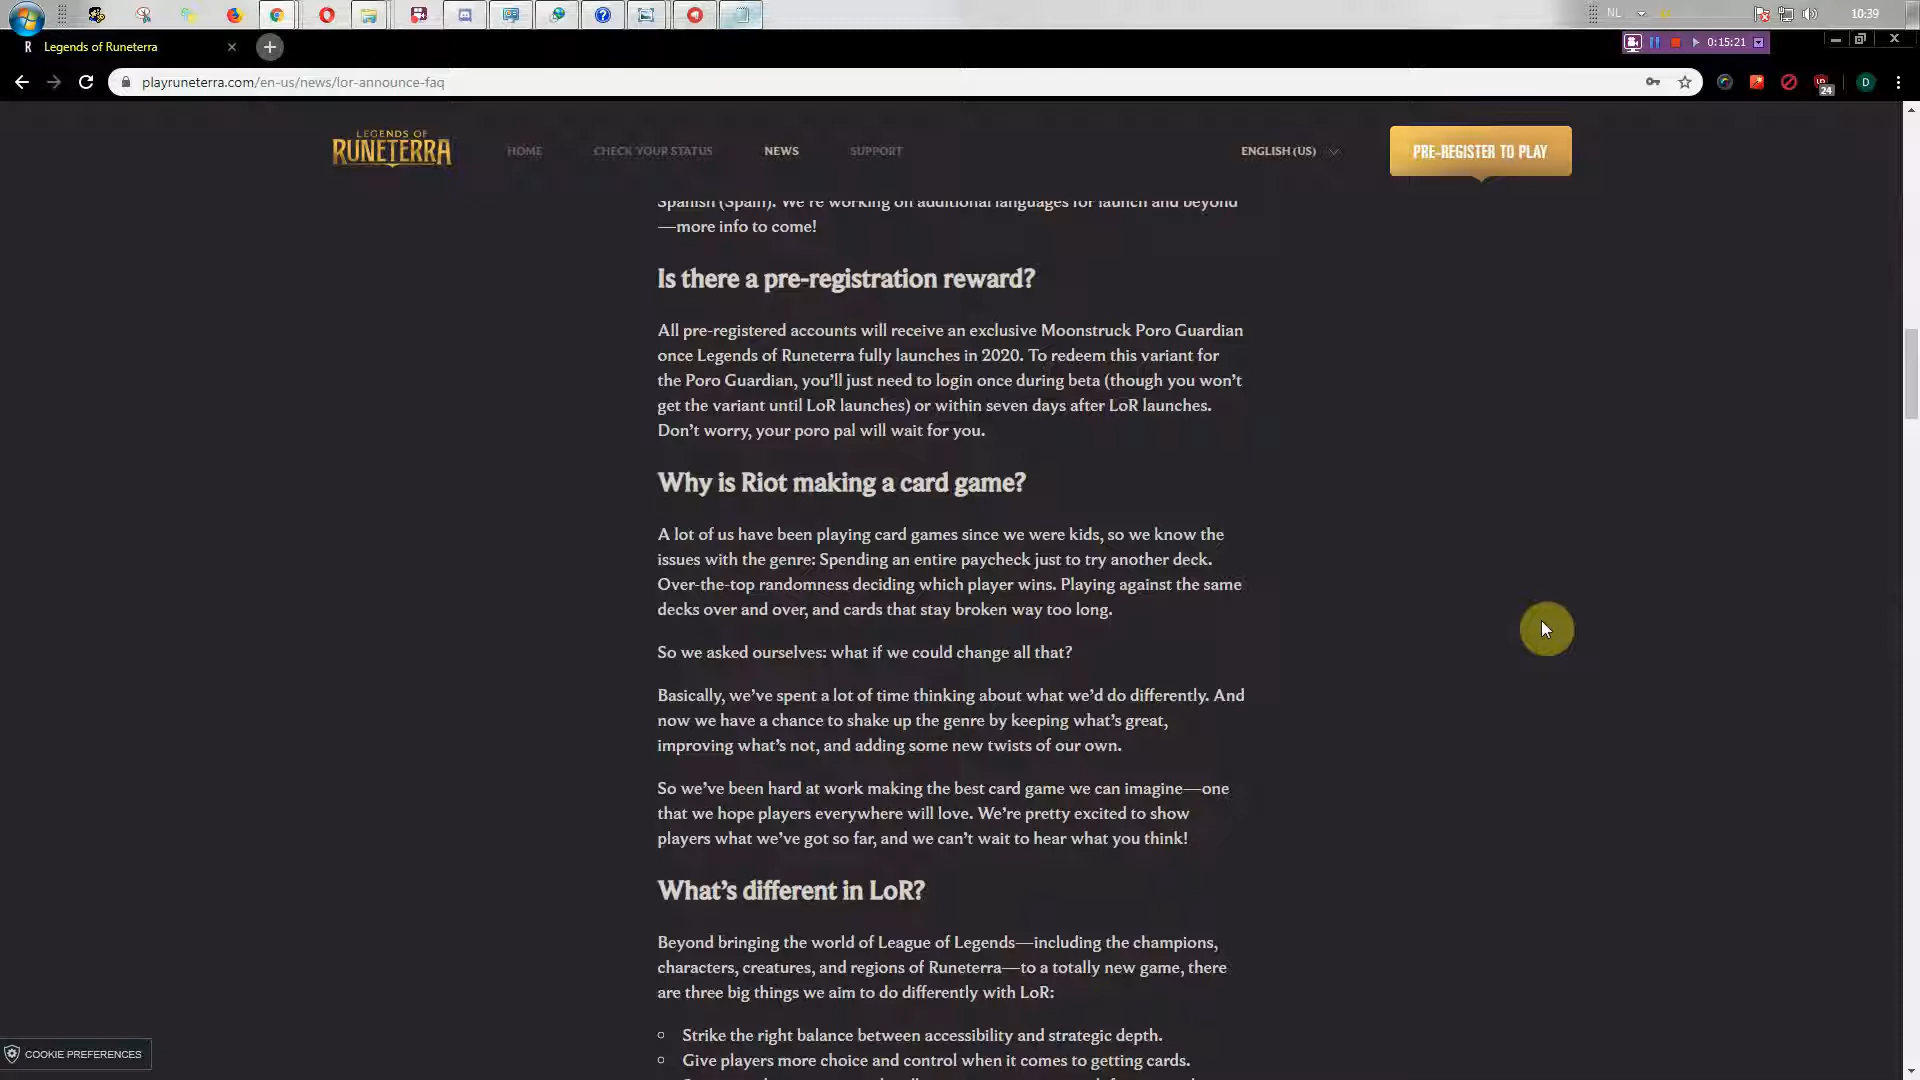 NL
10:39
R Legends of Runeterra
0:15:21
playruneterra.com/en-us/news/lor-announce-faq
24
D
LEGENDS OF
RUNETERRA
HOME
CHECK YOUR STATUS
NEWS
SUPPORT
ENGLISH (US)
PRE-REGISTER TO PLAY
Spanish (Spain). We're working on additional languages for launch and beyond
—more info to come!
Is there a pre-registration reward?
All pre-registered accounts will receive an exclusive Moonstruck Poro Guardian
once Legends of Runeterra fully launches in 2020. To redeem this variant for
the Poro Guardian, you'll just need to login once during beta (though you won't
get the variant until LoR launches) or within seven days after LoR launches.
Don't worry, your poro pal will wait for you.
Why is Riot making a card game?
A lot of us have been playing card games since we were kids, so we know the
issues with the genre: Spending an entire paycheck just to try another deck.
Over-the-top randomness deciding which player wins. Playing against the same
decks over and over, and cards that stay broken way too long.
So we asked ourselves: what if we could change all that?
Basically, we've spent a lot of time thinking about what we'd do differently. And
now we have a chance to shake up the genre by keeping what's great,
improving what's not, and adding some new twists of our own.
So we've been hard at work making the best card game we can imagine—one
that we hope players everywhere will love. We're pretty excited to show
players what we've got so far, and we can't wait to hear what you think!
What's different in LoR?
Beyond bringing the world of League of Legends—including the champions,
characters, creatures, and regions of Runeterra—to a totally new game, there
are three big things we aim to do differently with LoR:
Strike the right balance between accessibility and strategic depth.
Give players more choice and control when it comes to getting cards.
COOKIE PREFERENCES